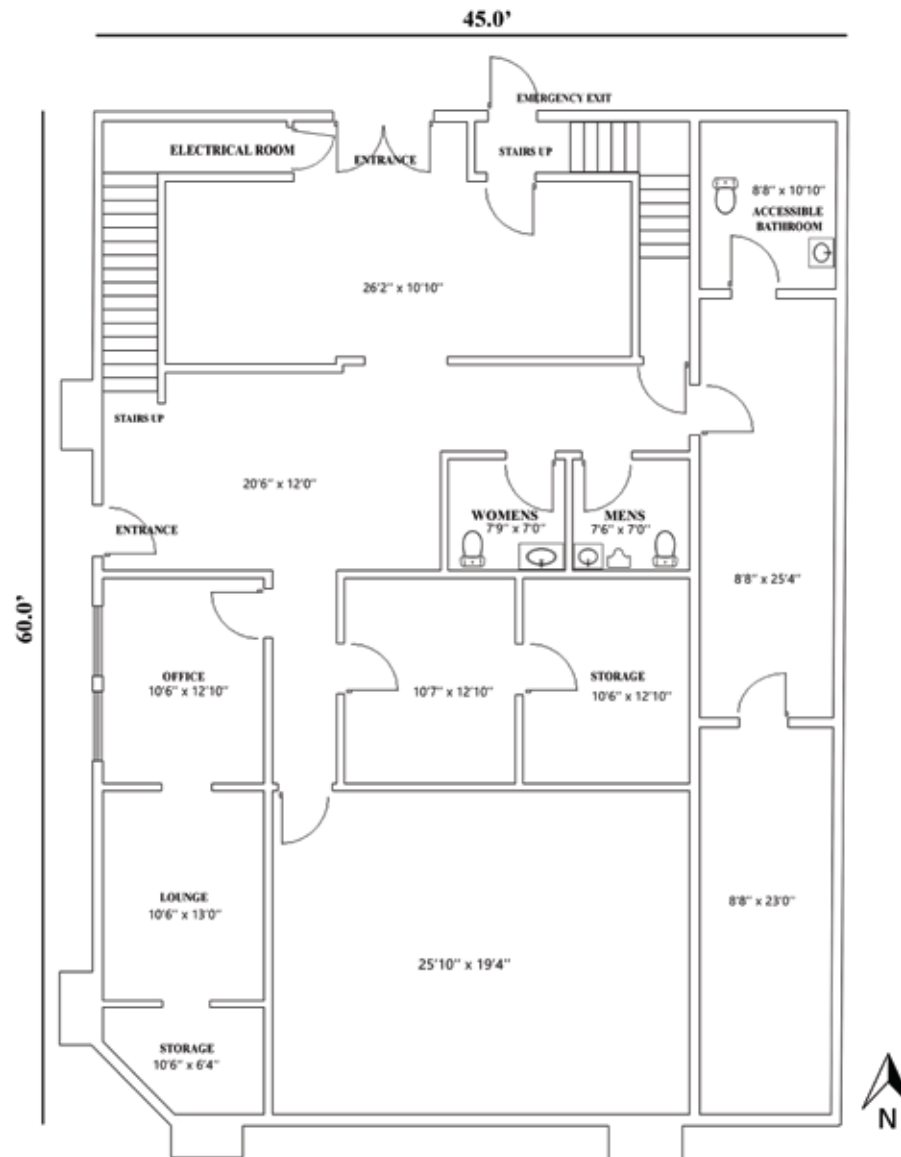 45.0’
EMERGENCY EXIT
ELECTRICAL ROOM
ENTRANCE
STAIRS UP
8'8'' x 10'10''
ACCESSIBLE
BATHROOM
26'2'' x 10'10''
STAIRS UP
20'6'' x 12'0''
WOMENS
7'9'' x 7'0''
MENS
7'6'' x 7'0''
ENTRANCE
8'8'' x 25'4''
60.0’
OFFICE
10'6'' x 12'10''
10'7'' x 12'10''
STORAGE
10'6'' x 12'10''
LOUNGE
10'6'' x 13'0''
8'8'' x 23'0''
25'10'' x 19'4''
STORAGE
10'6'' x 6'4''
N